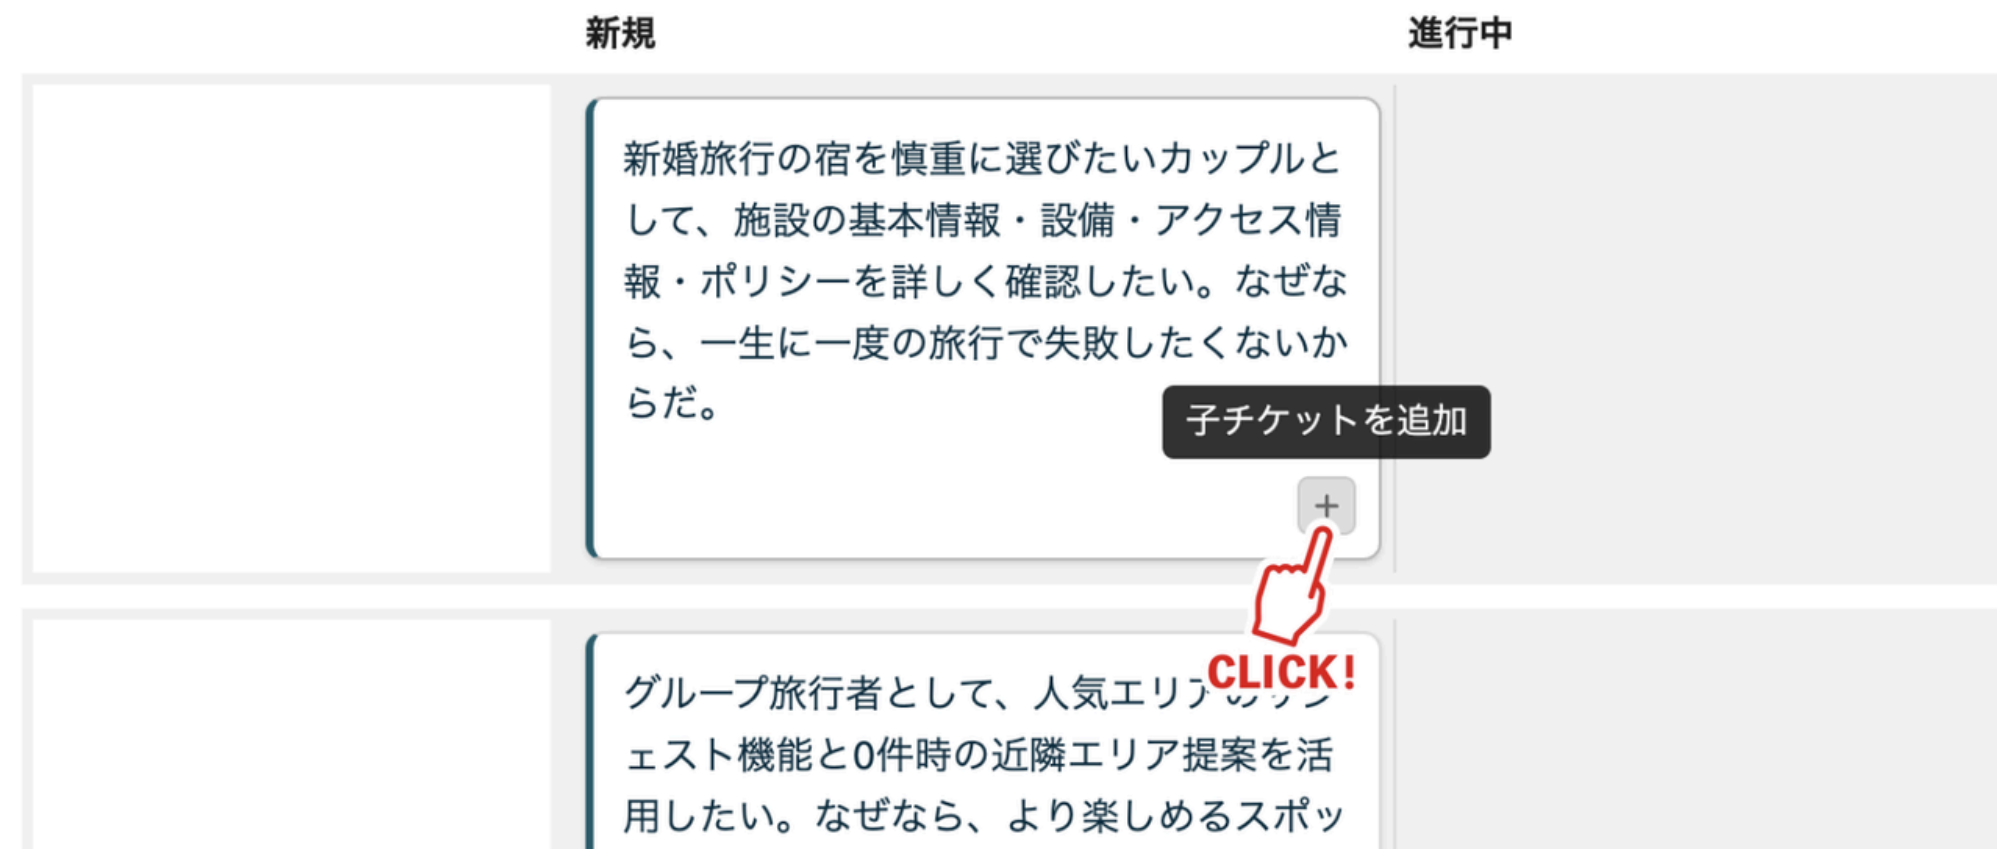 新規
進行中
新婚旅行の宿を慎重に選びたいカップルと
して、施設の基本情報・設備・アクセス情
報・ポリシーを詳しく確認したい。なぜな
ら、一生に一度の旅行で失敗したくないか
らだ。
子チケットを追加
+
CLICK!
グループ旅行者として、人気エリア
ェスト機能と0件時の近隣エリア提案を活
用したい。なぜなら、より楽しめるスポッ